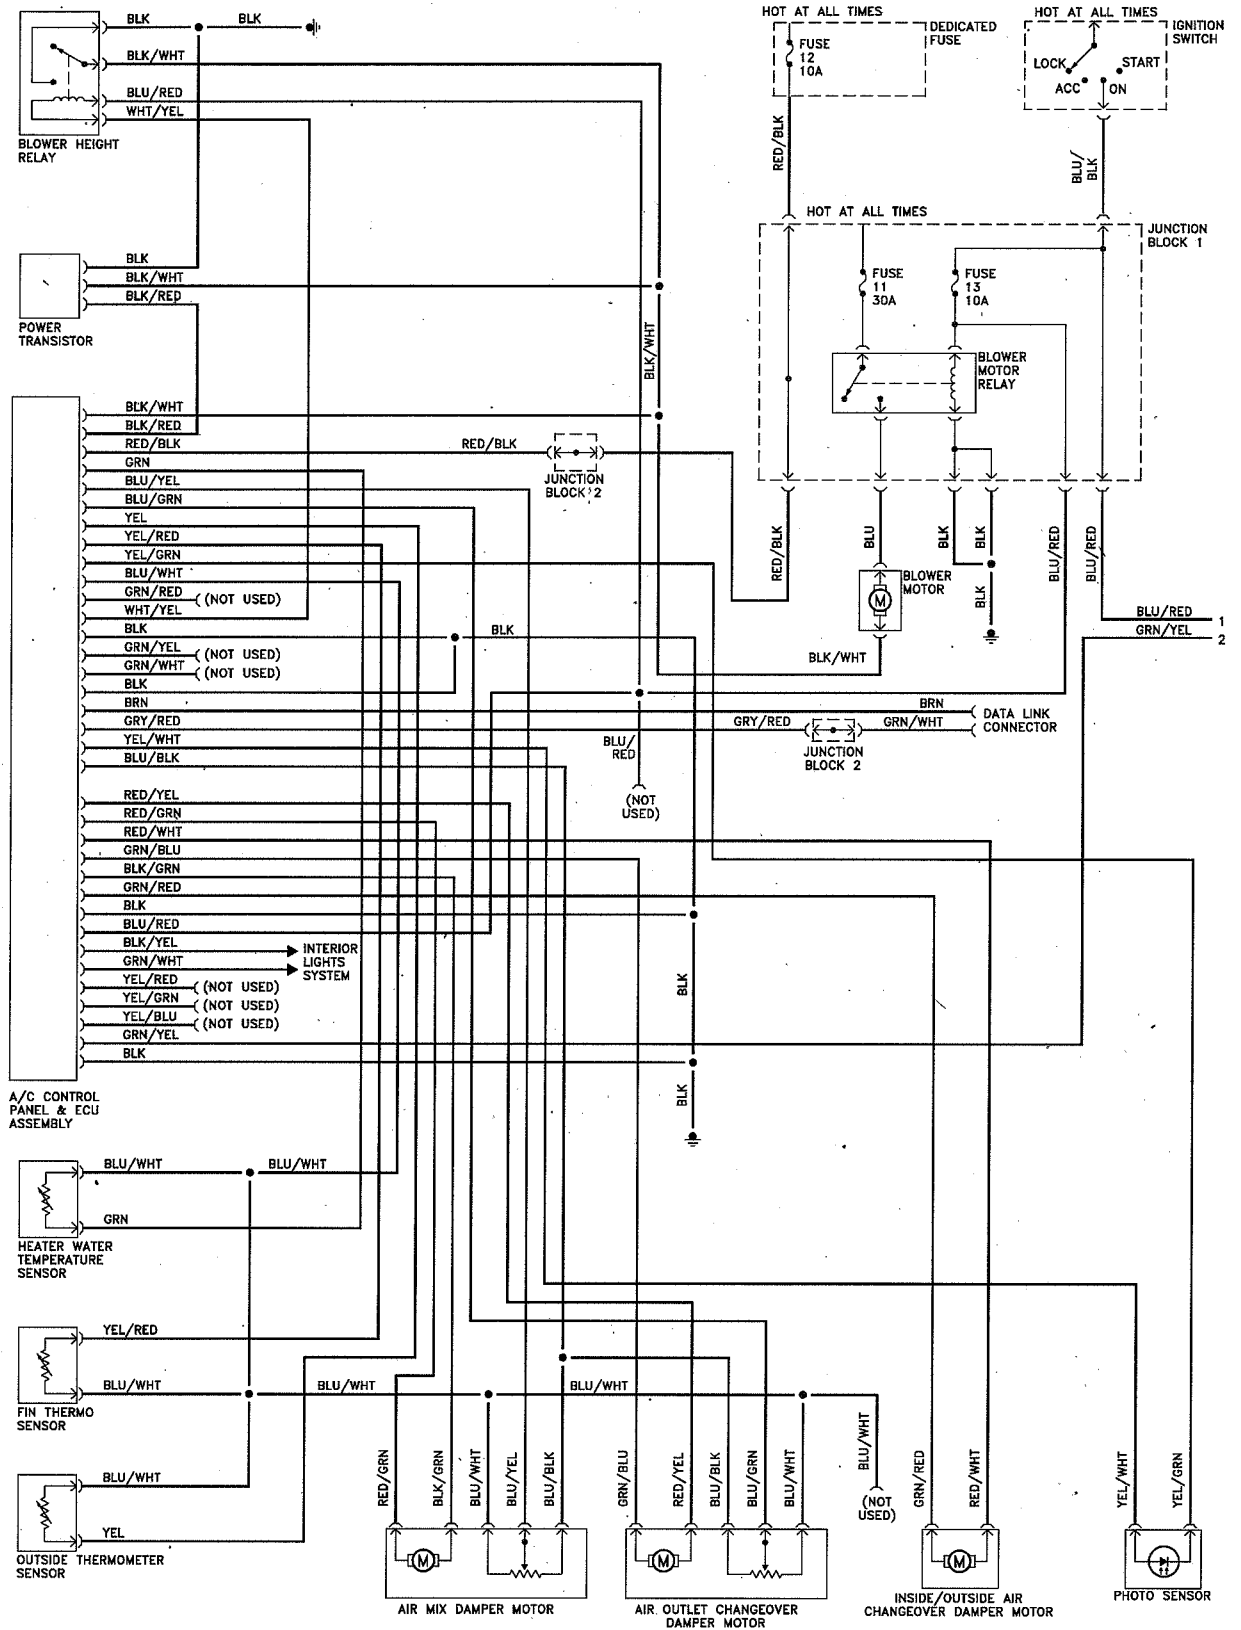 HOT AT ALL TIMES
DEDICATED
FUSE
FUSE
12
10A
HOT AT ALL TIMES
IGNITION
SWITCH
LOCK
START
ACC
ON
BLK
BLK
BLK/WHT
BLU/RED
WHT/YEL
BLOWER HEIGHT
RELAY
RED/BLK
BLU/
BLK
HOT AT ALL TIMES
JUNCTION
BLOCK 1
FUSE
11
30A
FUSE
13
10A
BLOWER
MOTOR
RELAY
BLK
BLK/WHT
BLK/RED
POWER
TRANSISTOR
BLK/WHT
BLK/WHT
BLK/RED
RED/BLK
GRN
BLU/YEL
BLU/GRN
YEL
YEL/RED
YEL/GRN
BLU/WHT
GRN/RED
(NOT USED)
WHT/YEL
BLK
BLK
GRN/YEL
(NOT USED)
GRN/WHT
(NOT USED)
BLK
BRN
GRY/RED
YEL/WHT
BLU/BLK
RED/BLK
JUNCTION
BLOCK 2
RED/BLK
BLU
BLK
BLK
BLU/RED
BLU/RED
BLOWER
MOTOR
M
BLK
BLK/WHT
BLU/RED
1
GRN/YEL
2
BRN
DATA LINK
CONNECTOR
GRY/RED
GRN/WHT
JUNCTION
BLOCK 2
BLU/
RED
(NOT
USED)
RED/YEL
RED/GRN
RED/WHT
GRN/BLU
BLK/GRN
GRN/RED
BLK
BLU/RED
BLK/YEL
GRN/WHT
INTERIOR
LIGHTS
SYSTEM
YEL/RED
(NOT USED)
YEL/GRN
(NOT USED)
YEL/BLU
(NOT USED)
GRN/YEL
BLK
BLK
BLK
A/C CONTROL
PANEL & ECU
ASSEMBLY
BLU/WHT
BLU/WHT
GRN
HEATER WATER
TEMPERATURE
SENSOR
YEL/RED
BLU/WHT
BLU/WHT
BLU/WHT
FIN THERMO
SENSOR
BLU/WHT
YEL
OUTSIDE THERMOMETER
SENSOR
RED/GRN
BLK/GRN
BLU/WHT
BLU/YEL
BLU/BLK
GRN/BLU
RED/YEL
BLU/BLK
BLU/GRN
BLU/WHT
BLU/WHT
(NOT
USED)
GRN/RED
RED/WHT
YEL/WHT
YEL/GRN
M
M
M
AIR MIX DAMPER MOTOR
AIR OUTLET CHANGEOVER
DAMPER MOTOR
INSIDE/OUTSIDE AIR
CHANGEOVER DAMPER MOTOR
PHOTO SENSOR